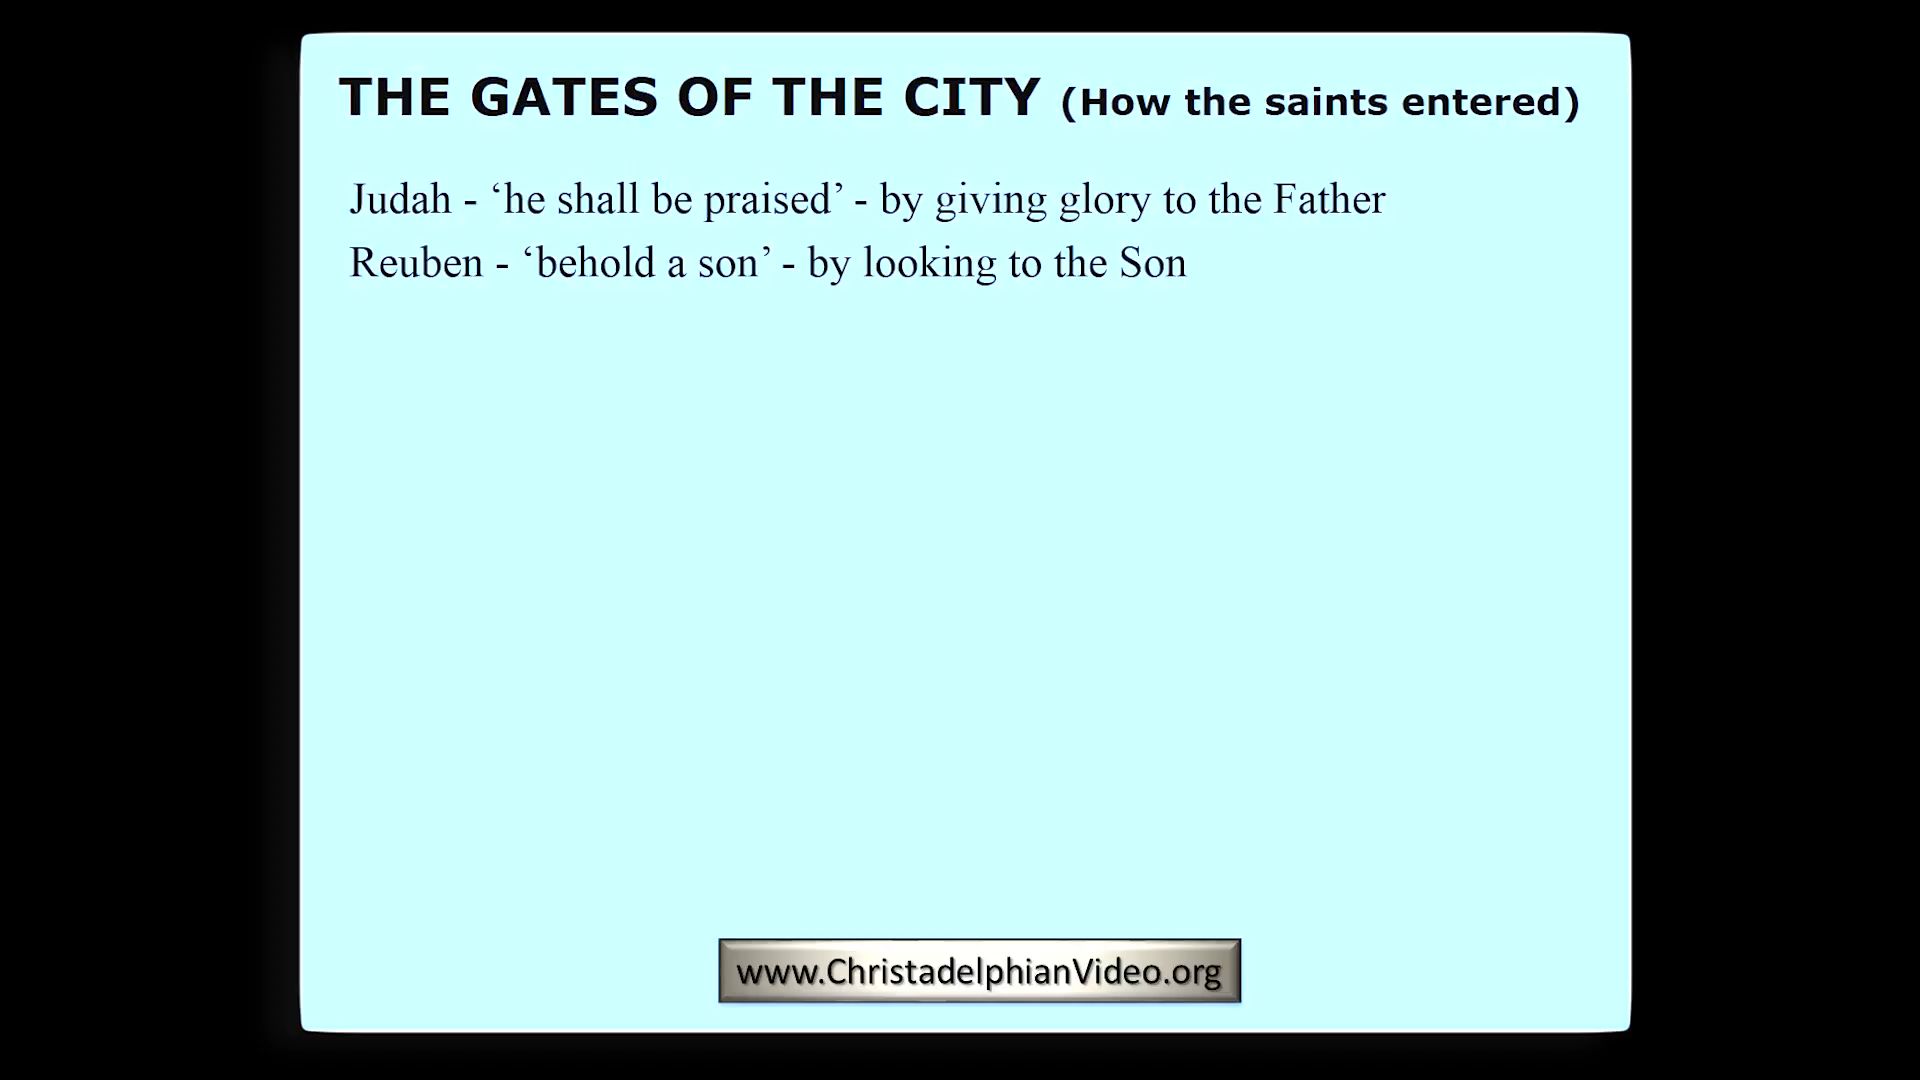 THE GATES OF THE CITY (How the saints entered)
Judah - ‘he shall be praised’ - by giving glory to the Father
Reuben - ‘behold a son’ - by looking to the Son
www.ChristadelphianVideo.org